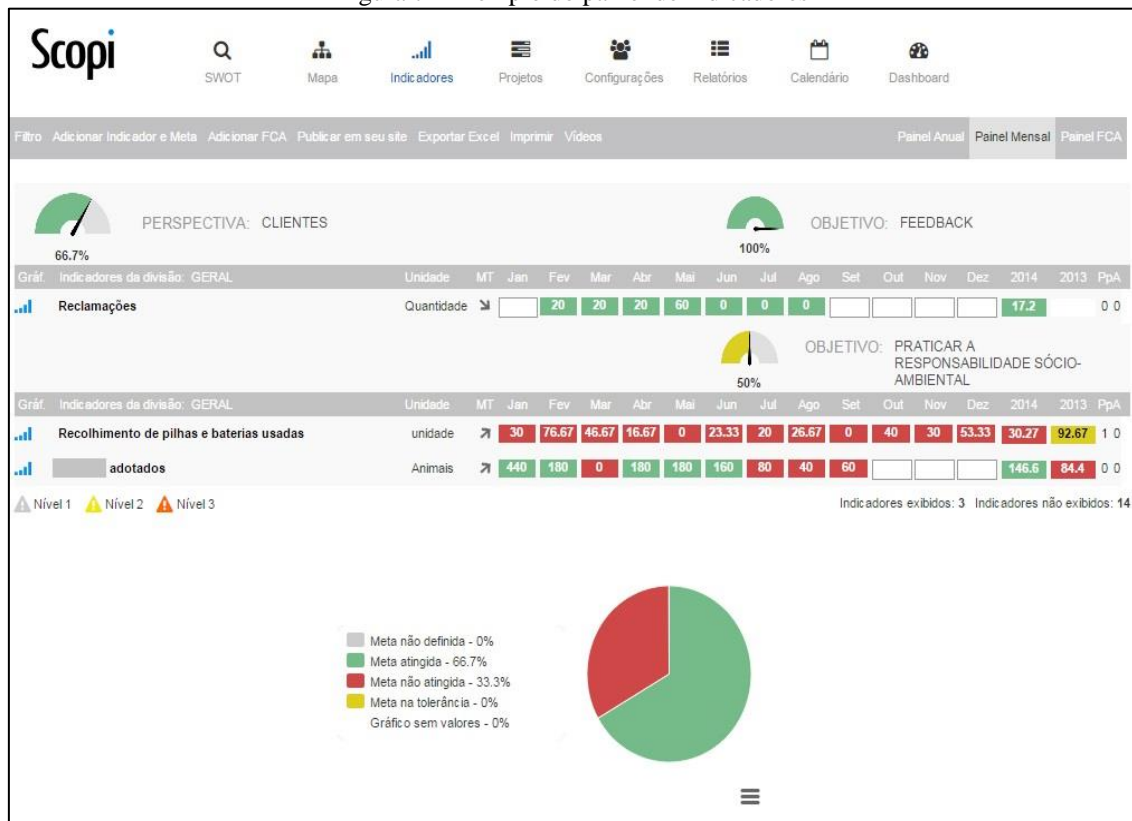 Scopi
SWOT Mapa Indicadores Projetos Configurações Relatórios Calendário Dashboard
Filtro Adicionar Indicador e Meta Adicionar FCA Publicar em seu site Exportar Excel Imprimir Vídeos Painel Anual Painel Mensal Painel FCA
PERSPECTIVA: CLIENTES OBJETIVO: FEEDBACK
66.7% 100%
Gráf. Indicadores da divisão: GERAL Unidade MT Jan Fev Mar Abr Mai Jun Jul Ago Set Out Nov Dez 2014 2013 PpA
Reclamações Quantidade 20 20 20 60 0 0 0 17.2 0 0
OBJETIVO: PRATICAR A
RESPONSABILIDADE SÓCIO-
50% AMBIENTAL
Gráf. Indicadores da divisão: GERAL Unidade MT Jan Fev Mar Abr Mai Jun Jul Ago Set Out Nov Dez 2014 2013 PpA
Recolhimento de pilhas e baterias usadas unidade 30 76.67 46.67 16.67 0 23.33 20 26.67 0 40 30 53.33 30.27 92.67 1 0
adotados Animais 440 180 0 180 180 160 80 40 60 146.6 84.4 0 0
Nível 1 Nível 2 Nível 3 Indicadores exibidos: 3 Indicadores não exibidos: 14
Meta não definida - 0%
Meta atingida - 66.7%
Meta não atingida - 33.3%
Meta na tolerância - 0%
Gráfico sem valores - 0%